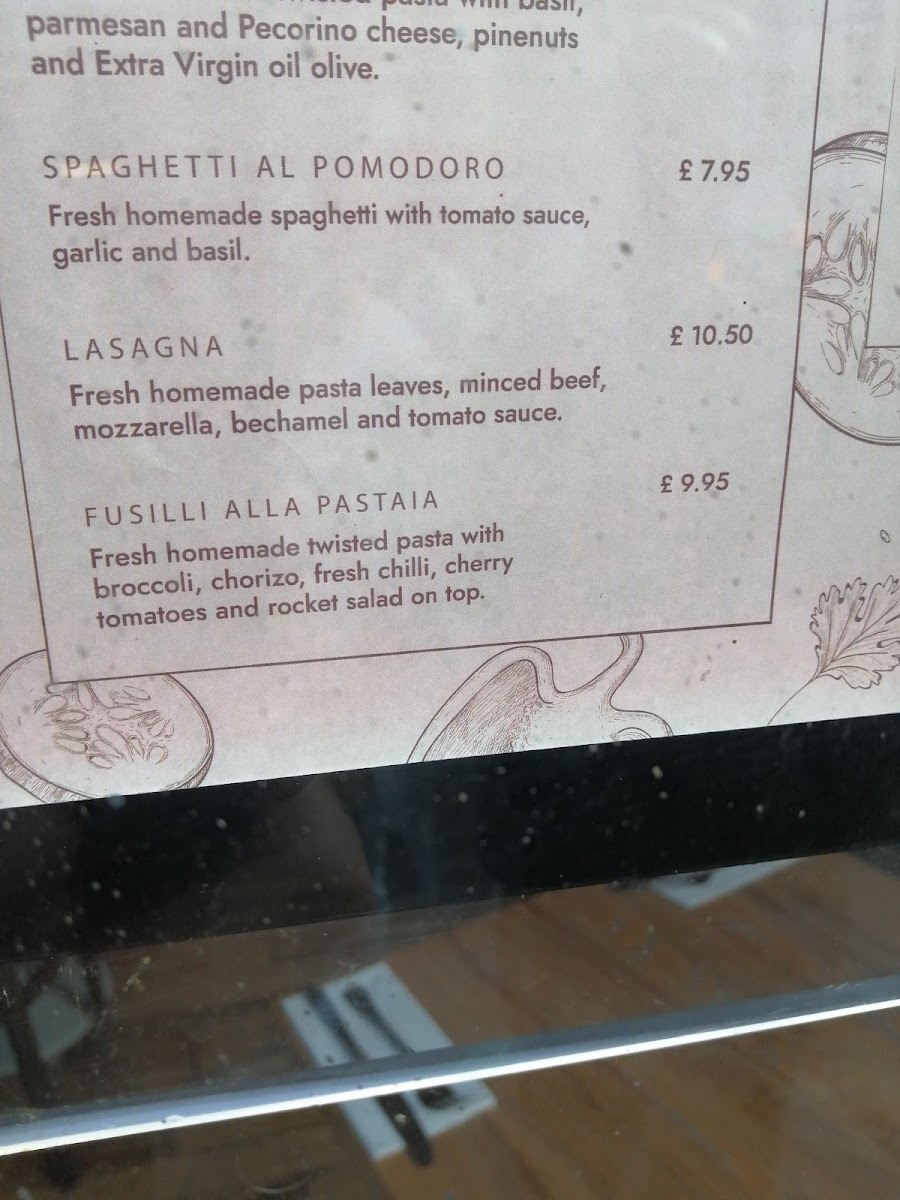 pasta with basil,
parmesan and Pecorino cheese, pinenuts
and Extra Virgin oil olive.
SPAGHETTI AL POMODORO £ 7.95
Fresh homemade spaghetti with tomato sauce,
garlic and basil.
LASAGNA £ 10.50
Fresh homemade pasta leaves, minced beef,
mozzarella, bechamel and tomato sauce.
FUSILLI ALLA PASTAIA £ 9.95
Fresh homemade twisted pasta with
broccoli, chorizo, fresh chilli, cherry
tomatoes and rocket salad on top.